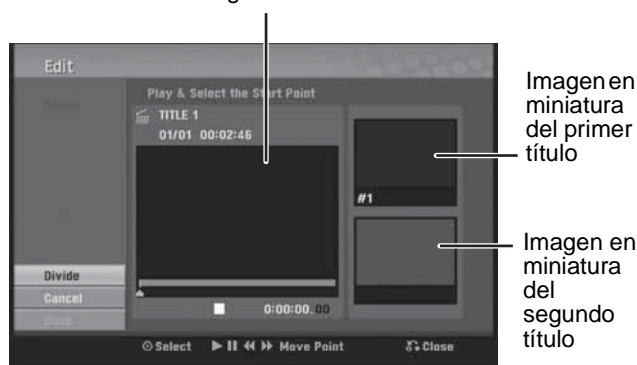 Edit
Play & Select the Start Point
TITLE 1
01/01 00:02:46
#1
Divide
Cancel
0:00:00.00
Select Move Point Close
Imagen en
miniatura
del primer
título
Imagen en
miniatura
del
segundo
título